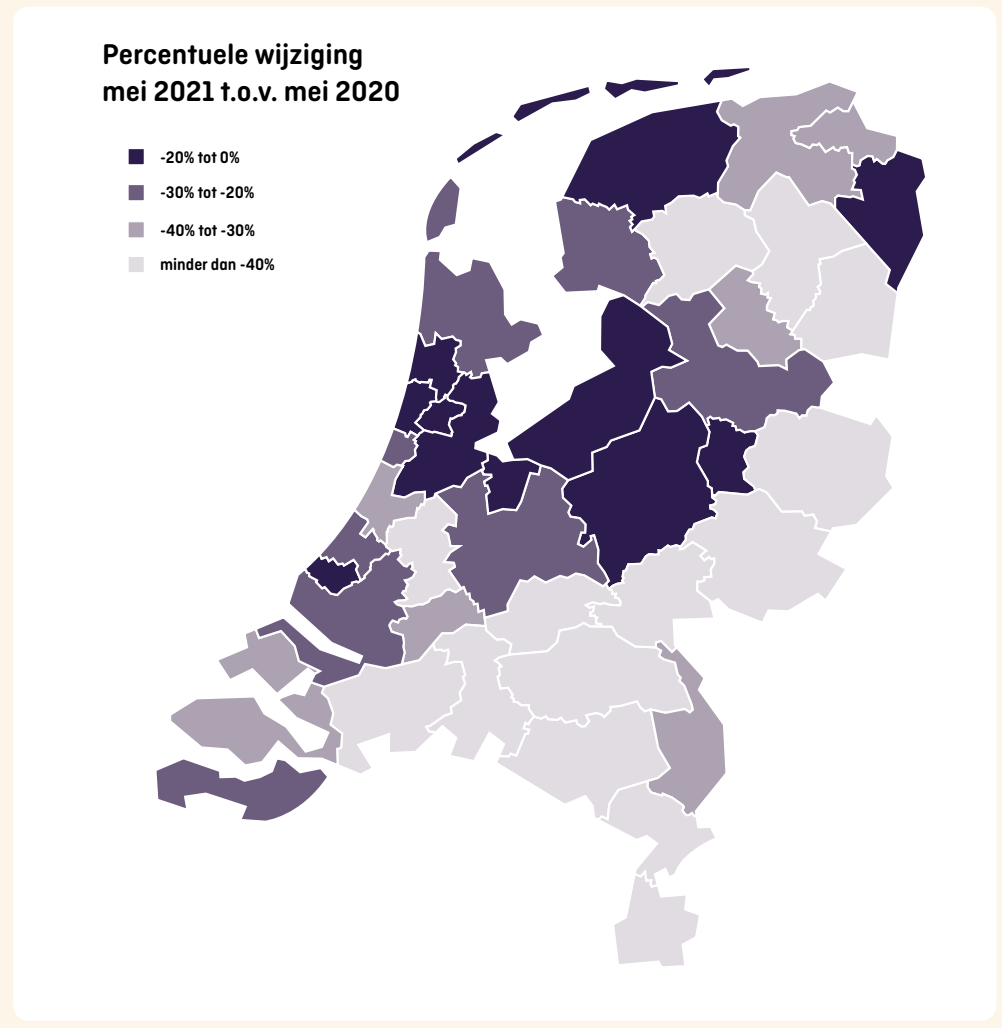 Percentuele wijziging
mei 2021 t.o.v. mei 2020
-20% tot 0%
-30% tot -20%
-40% tot -30%
minder dan -40%